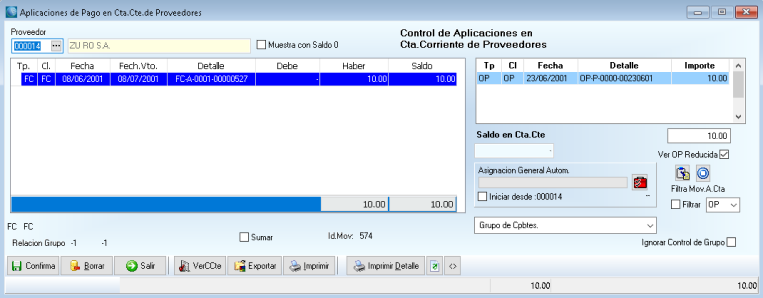 Aplicaciones de Pago en Cta.Cte.de Proveedores
Proveedor
000014 ... ZU RO S.A.
Muestra con Saldo 0
Control de Aplicaciones en
Cta.Corriente de Proveedores
Tp. Cl. Fecha Fech.Vto. Detalle Debe Haber Saldo
FC FC 08/06/2001 08/07/2001 FC-A-0001-00000527 - 10.00 10.00
10.00 10.00
Tp Cl Fecha Detalle Importe
OP OP 23/06/2001 OP-P-0000-00230601 10.00
Saldo en Cta.Cte 10.00
-
Ver OP Reducida
Asignacion General Autom.
Iniciar desde :000014 --
Filtra Mov.A.Cta
Filtrar OP
FC FC
Relacion Grupo -1 -1
Sumar
Id.Mov: 574
Grupo de Cpbtes.
Ignorar Control de Grupo
Confirma Borrar Salir VerCCte Exportar Imprimir Imprimir Detalle <>
10.00 10.00